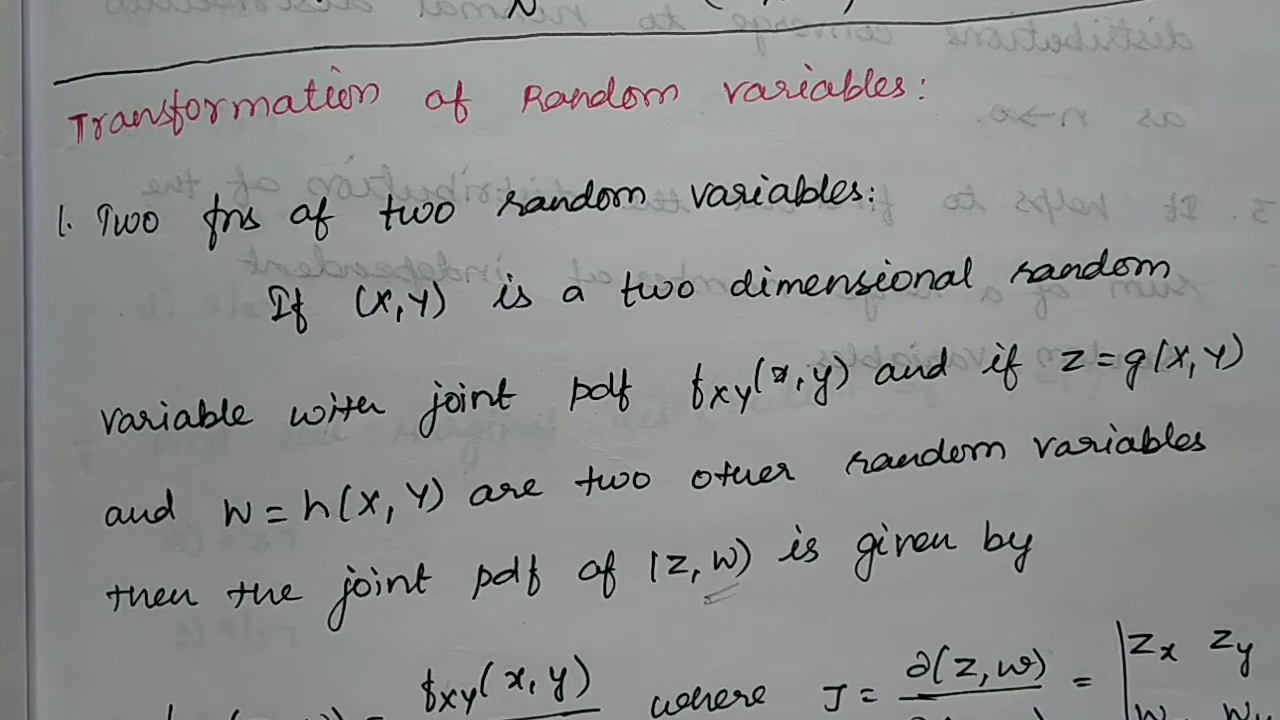 Transformation of Random variables:
1. Two fns of two random variables:
If (X,Y) is a two dimensional random
variable with joint pdf fxy(x,y) and if z=g(X,Y)
and W=h(X,Y) are two other random variables
then the joint pdf of (Z,W) is given by
fxy(x,y) where J = ∂(z,w) = | Zx Zy